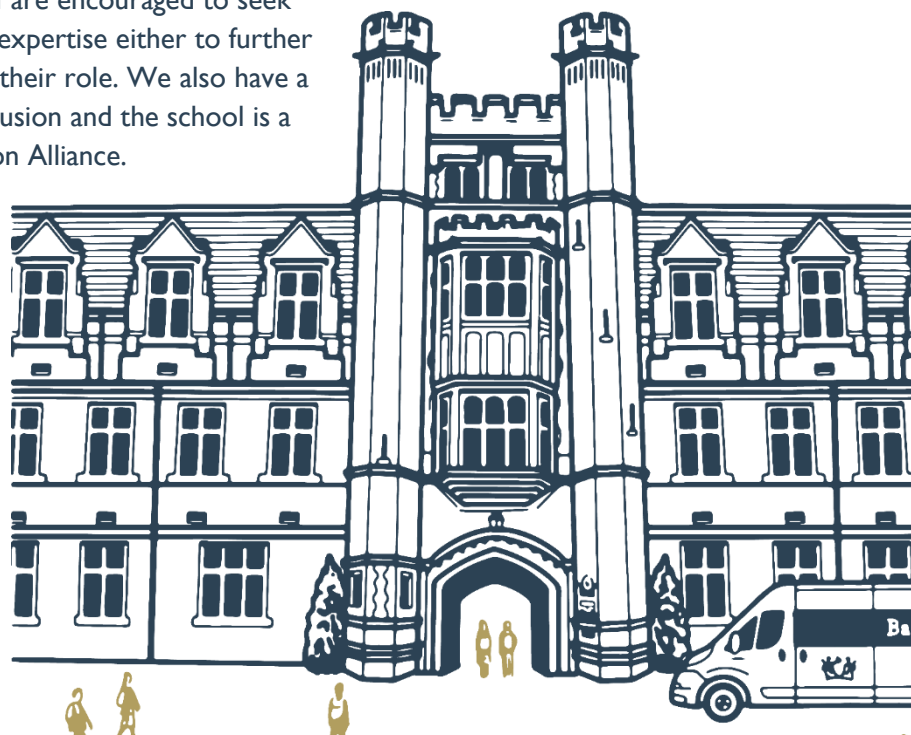 are encouraged to seek
expertise either to further
their role. We also have a
usion and the school is a
on Alliance.
Ba